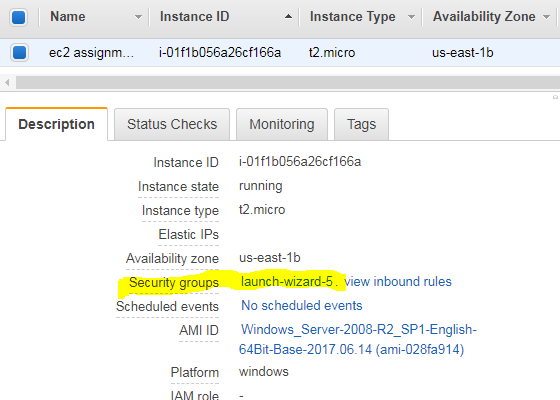 Name Instance ID Instance Type Availability Zone
ec2 assignm… i-01f1b056a26cf166a t2.micro us-east-1b
Description Status Checks Monitoring Tags
Instance ID i-01f1b056a26cf166a
Instance state running
Instance type t2.micro
Elastic IPs
Availability zone us-east-1b
Security groups launch-wizard-5. view inbound rules
Scheduled events No scheduled events
AMI ID Windows_Server-2008-R2_SP1-English-
64Bit-Base-2017.06.14 (ami-028fa914)
Platform windows
IAM role -